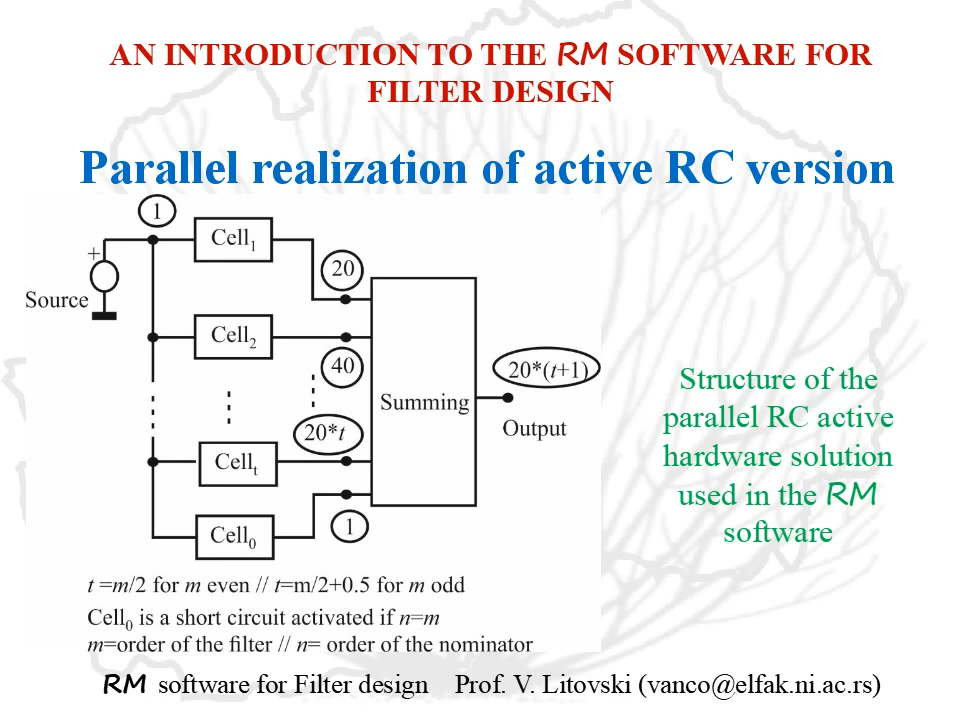 AN INTRODUCTION TO THE RM SOFTWARE FOR
FILTER DESIGN
Parallel realization of active RC version
1
Cell₁
+
20
Source
Cell₂
40
20*(t+1)
Summing
20*t
Output
Cellₜ
1
Cell₀
Structure of the
parallel RC active
hardware solution
used in the RM
software
t =m/2 for m even // t=m/2+0.5 for m odd
Cell₀ is a short circuit activated if n=m
m=order of the filter // n= order of the nominator
RM software for Filter design Prof. V. Litovski (vanco@elfak.ni.ac.rs)